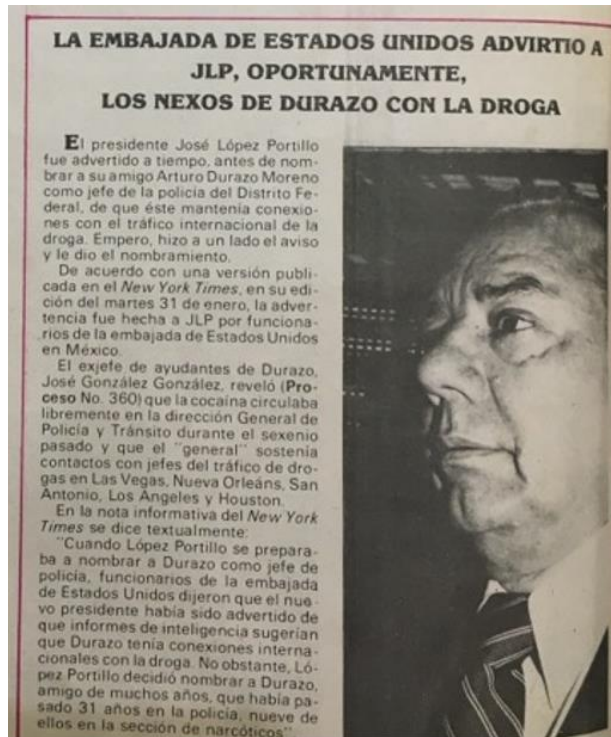 LA EMBAJADA DE ESTADOS UNIDOS ADVIRTIO A
JLP, OPORTUNAMENTE,
LOS NEXOS DE DURAZO CON LA DROGA
El presidente José López Portillo
fue advertido a tiempo, antes de nom-
brar a su amigo Arturo Durazo Moreno
como jefe de la policía del Distrito Fe-
deral, de que éste mantenía conexio-
nes con el tráfico internacional de la
droga. Empero, hizo a un lado el aviso
y le dio el nombramiento.
De acuerdo con una versión publi-
cada en el New York Times, en su edi-
ción del martes 31 de enero, la adver-
tencia fue hecha a JLP por funciona-
rios de la embajada de Estados Unidos
en México.
El exjefe de ayudantes de Durazo,
José González González, reveló (Pro-
ceso No. 360) que la cocaína circulaba
libremente en la dirección General de
Policía y Tránsito durante el sexenio
pasado y que el "general" sostenía
contactos con jefes del tráfico de dro-
gas en Las Vegas, Nueva Orleáns, San
Antonio, Los Angeles y Houston.
En la nota informativa del New York
Times se dice textualmente:
"Cuando López Portillo se prepara-
ba a nombrar a Durazo como jefe de
policía, funcionarios de la embajada
de Estados Unidos dijeron que el nue-
vo presidente había sido advertido de
que informes de inteligencia sugerían
que Durazo tenía conexiones interna-
cionales con la droga. No obstante, Ló-
pez Portillo decidió nombrar a Durazo,
amigo de muchos años, que había pa-
sado 31 años en la policía, nueve de
ellos en la sección de narcóticos"